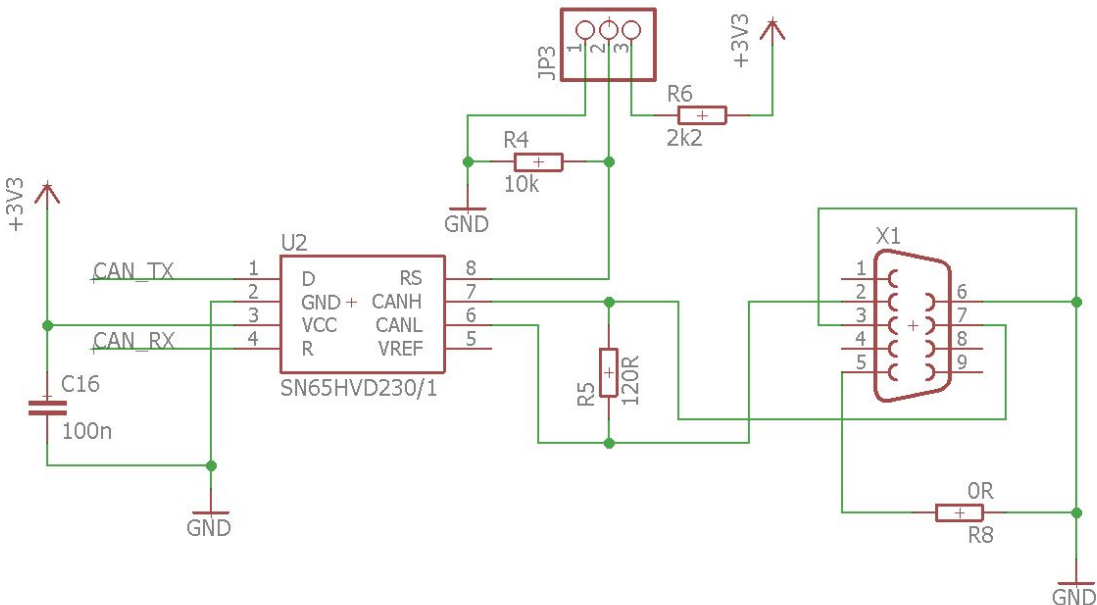 JP3
1
2
3
+3V3
R6
2k2
R4
10k
GND
+3V3
U2
X1
CAN_TX
1
D
RS
8
2
GND
CANH
7
3
VCC
CANL
6
CAN_RX
4
R
VREF
5
SN65HVD230/1
C16
100n
R5
120R
1
2
3
4
5
6
7
8
9
GND
0R
R8
GND